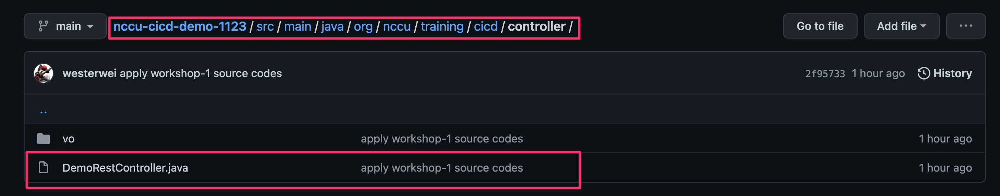 main nccu-cicd-demo-1123 / src / main / java / org / nccu / training / cicd / controller / Go to file Add file ...
westerwei apply workshop-1 source codes 2f95733 1 hour ago History
..
vo apply workshop-1 source codes 1 hour ago
DemoRestController.java apply workshop-1 source codes 1 hour ago